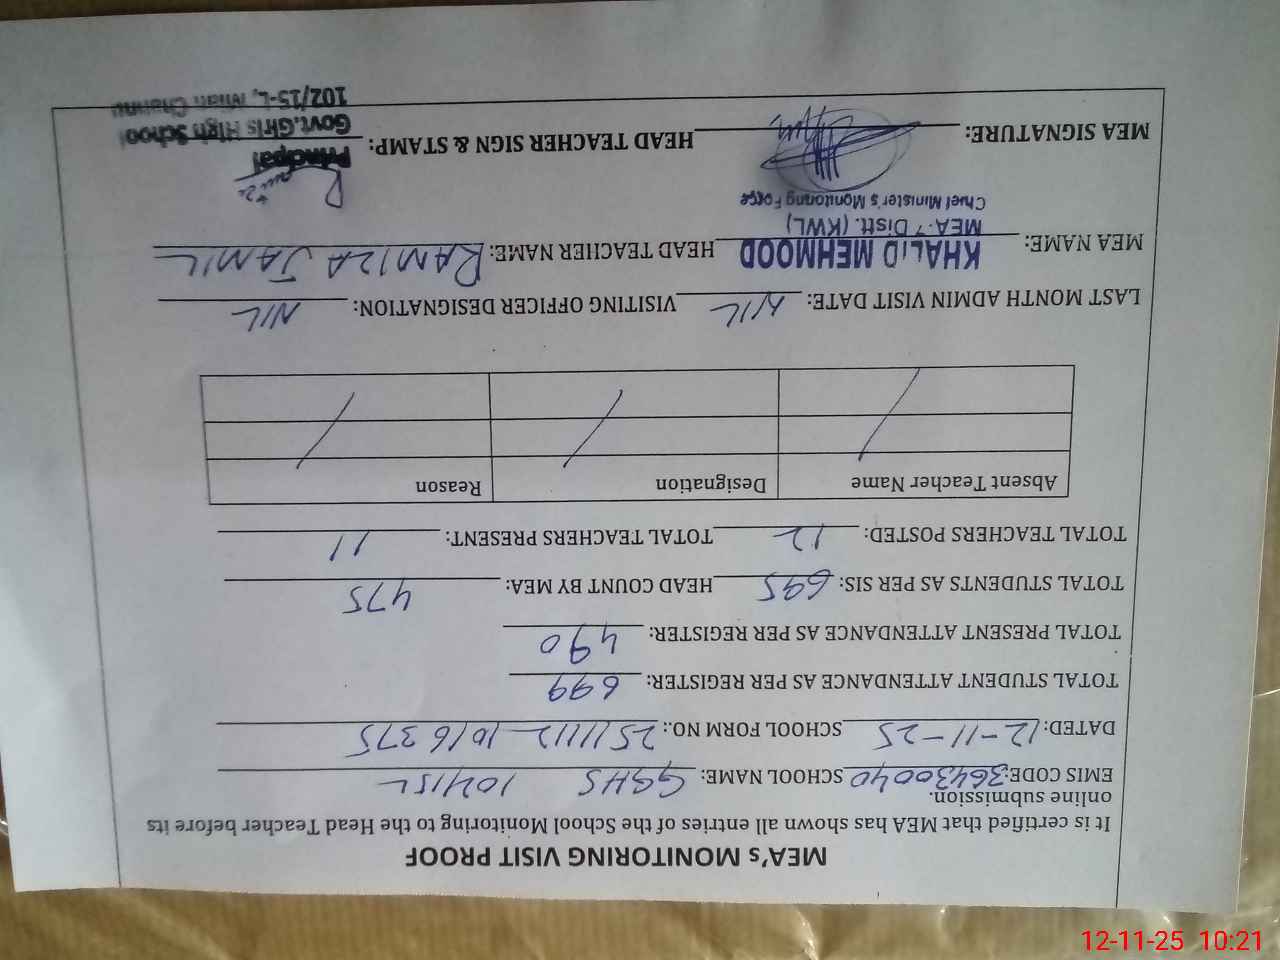 MEA's MONITORING VISIT PROOF
It is certified that MEA has shown all entries of the School Monitoring to the Head Teacher before its
online submission.
EMIS CODE: 36430040 SCHOOL NAME: GGHS 102/15L
DATED: 12-11-25 SCHOOL FORM NO.: 251112-1016375
TOTAL STUDENT ATTENDANCE AS PER REGISTER: 699
TOTAL PRESENT ATTENDANCE AS PER REGISTER: 490
TOTAL STUDENTS AS PER SIS: 695 HEAD COUNT BY MEA: 475
TOTAL TEACHERS POSTED: 12 TOTAL TEACHERS PRESENT: 11
Absent Teacher Name Designation Reason
LAST MONTH ADMIN VISIT DATE: NIL VISITING OFFICER DESIGNATION: NIL
MEA NAME: KHALID MEHMOOD HEAD TEACHER NAME: RAMIZA JAMIL
MEA-7 Distt. (KWL)
Chief Minister's Monitoring Force
MEA SIGNATURE: HEAD TEACHER SIGN & STAMP:
Principal
Govt.Girls High School
102/15-L, Mian Channu
12-11-25 10:21